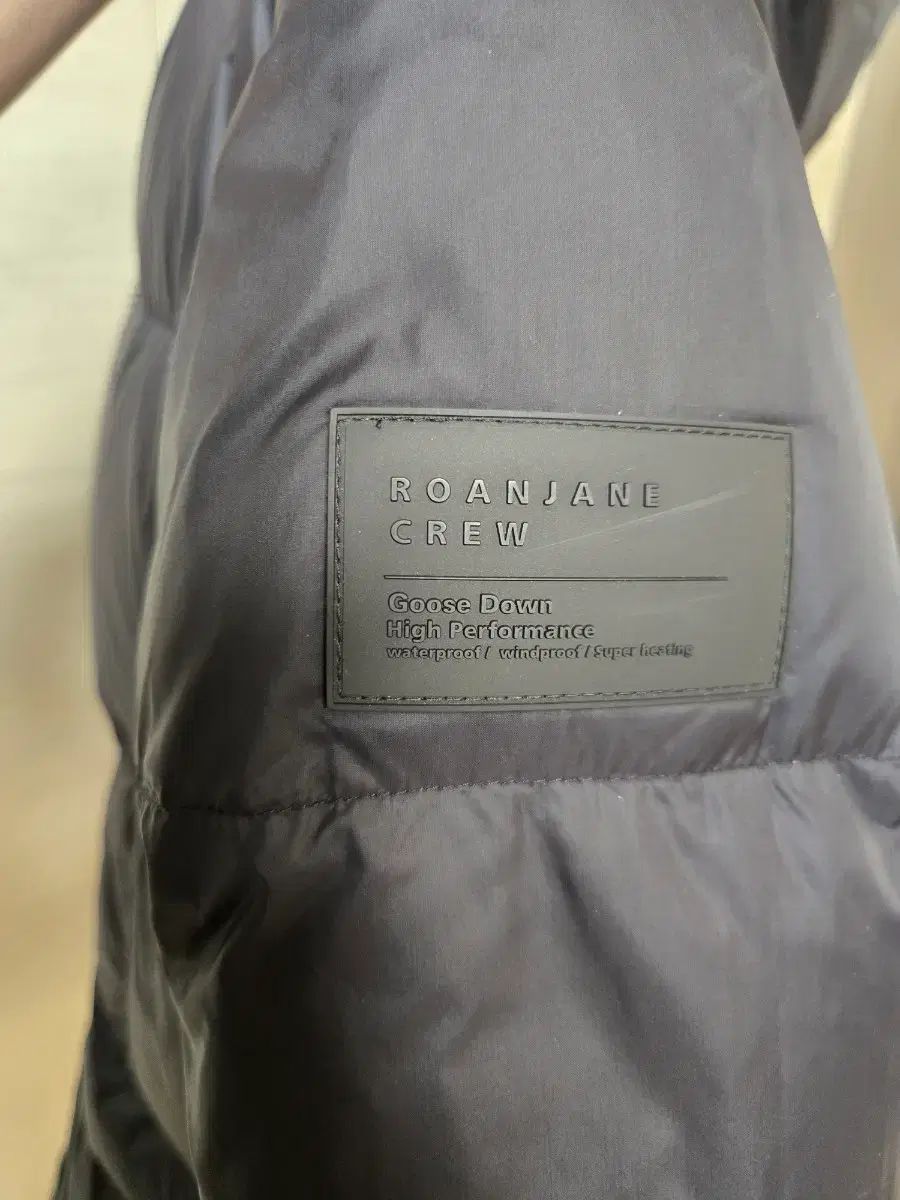 ROANJANE
CREW
Goose Down
High Performance
waterproof / windproof / Super heating